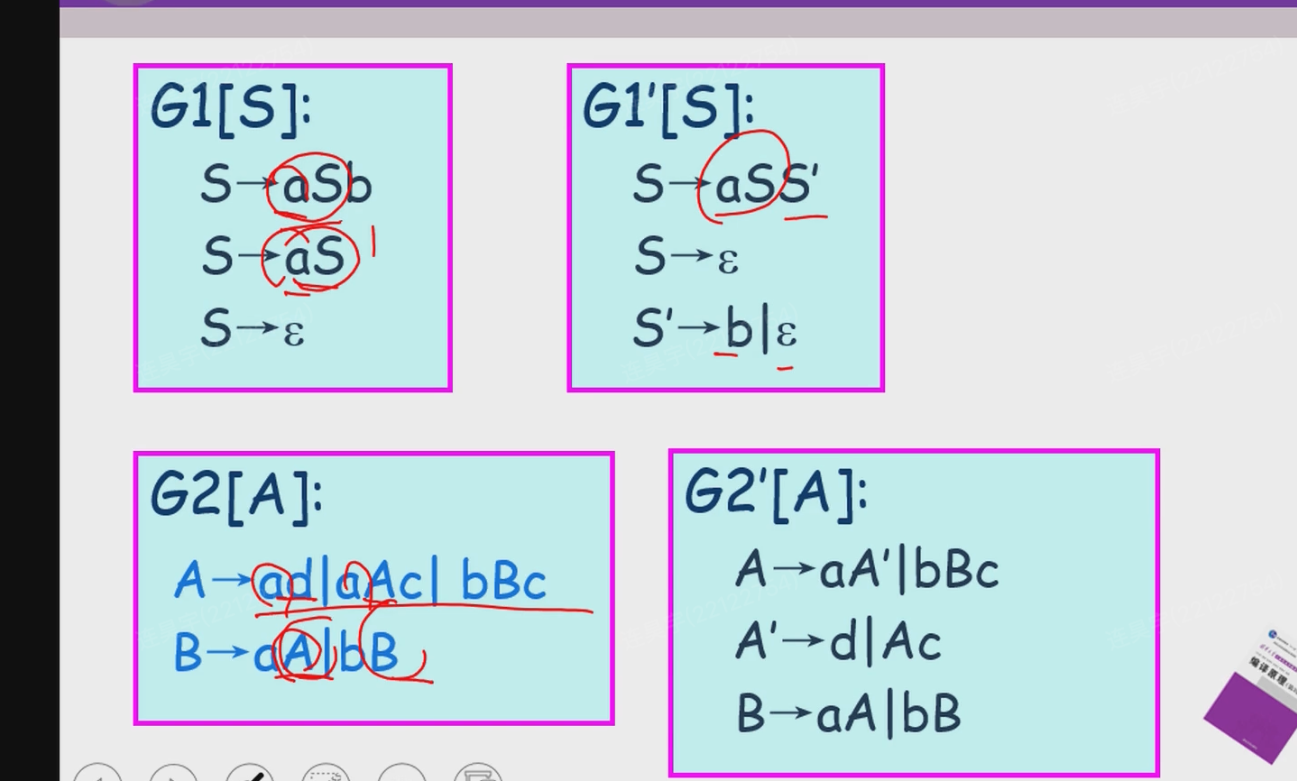 G1[S]:
S→aSb
S→aS
S→ε
G1'[S]:
S→aSS'
S→ε
S'→b|ε
G2[A]:
A→ad|aAc| bBc
B→aA|bB
G2'[A]:
A→aA'|bBc
A'→d|Ac
B→aA|bB
编译原理